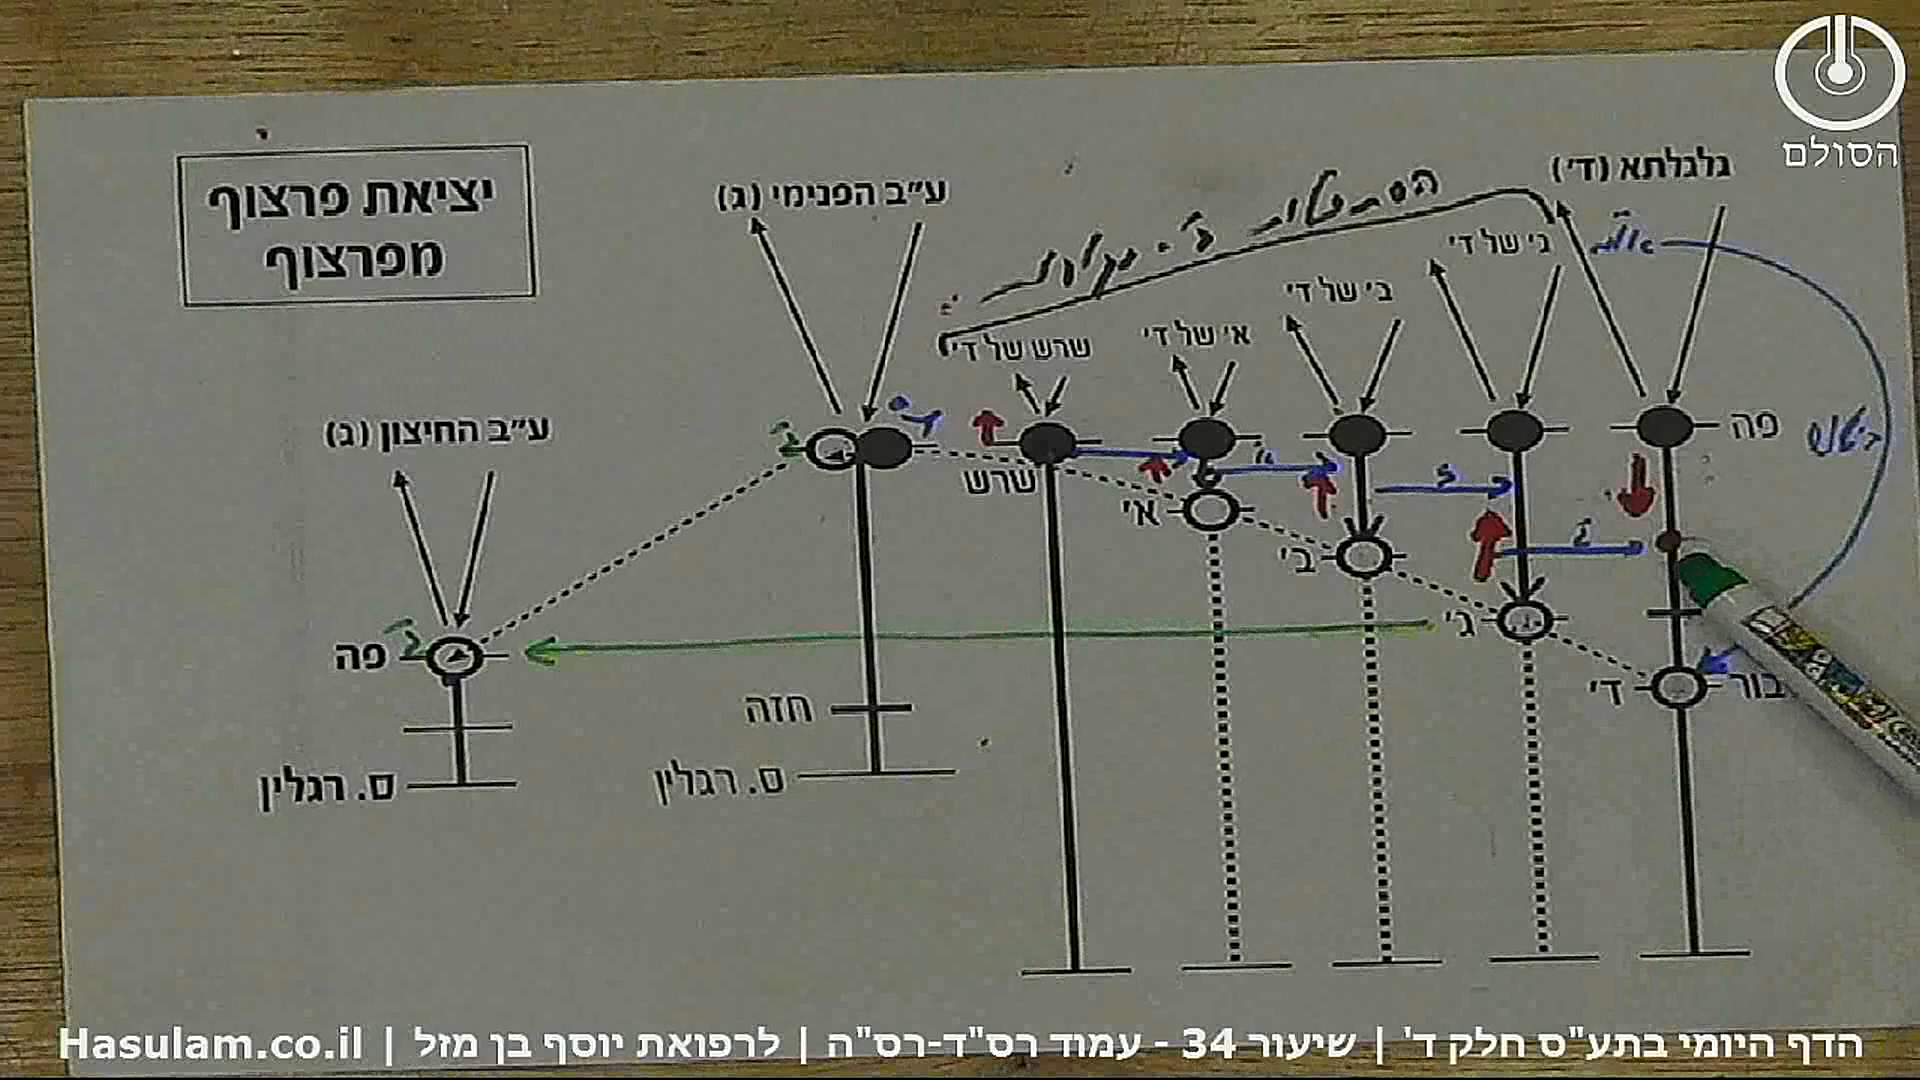 הסולם
יציאת פרצוף
מפרצוף
גלגלתא (ד')
ע״ב הפנימי (ג)
ג׳ של ד׳
ב׳ של ד׳
א׳ של ד׳
שרש של ד׳
ע״ב החיצון (ג)
פה
שרש
א׳
ב׳
ג׳
ד׳
פה
חזה
ס. רגלין
ס. רגלין
הדף היומי בתע"ס חלק ד' | שיעור 34 - עמוד רס"ד-רס"ה | לרפואת יוסף בן מזל | Hasulam.co.il